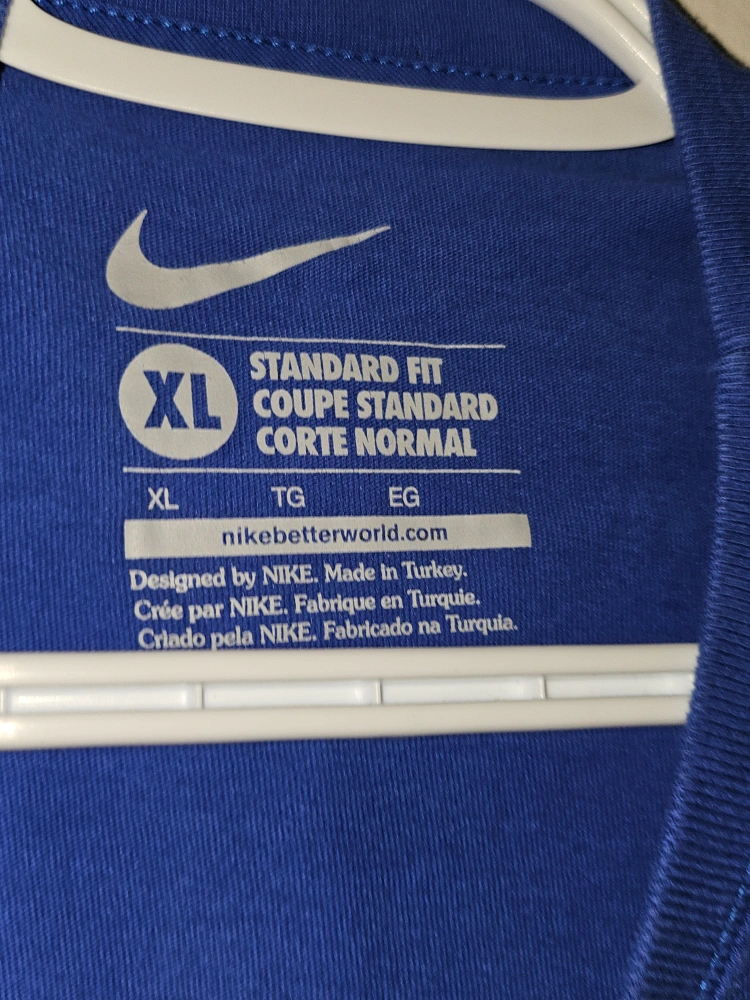 XL
STANDARD FIT
COUPE STANDARD
CORTE NORMAL
XL TG EG
nikebetterworld.com
Designed by NIKE. Made in Turkey.
Crée par NIKE. Fabrique en Turquie.
Criado pela NIKE. Fabricado na Turquia.